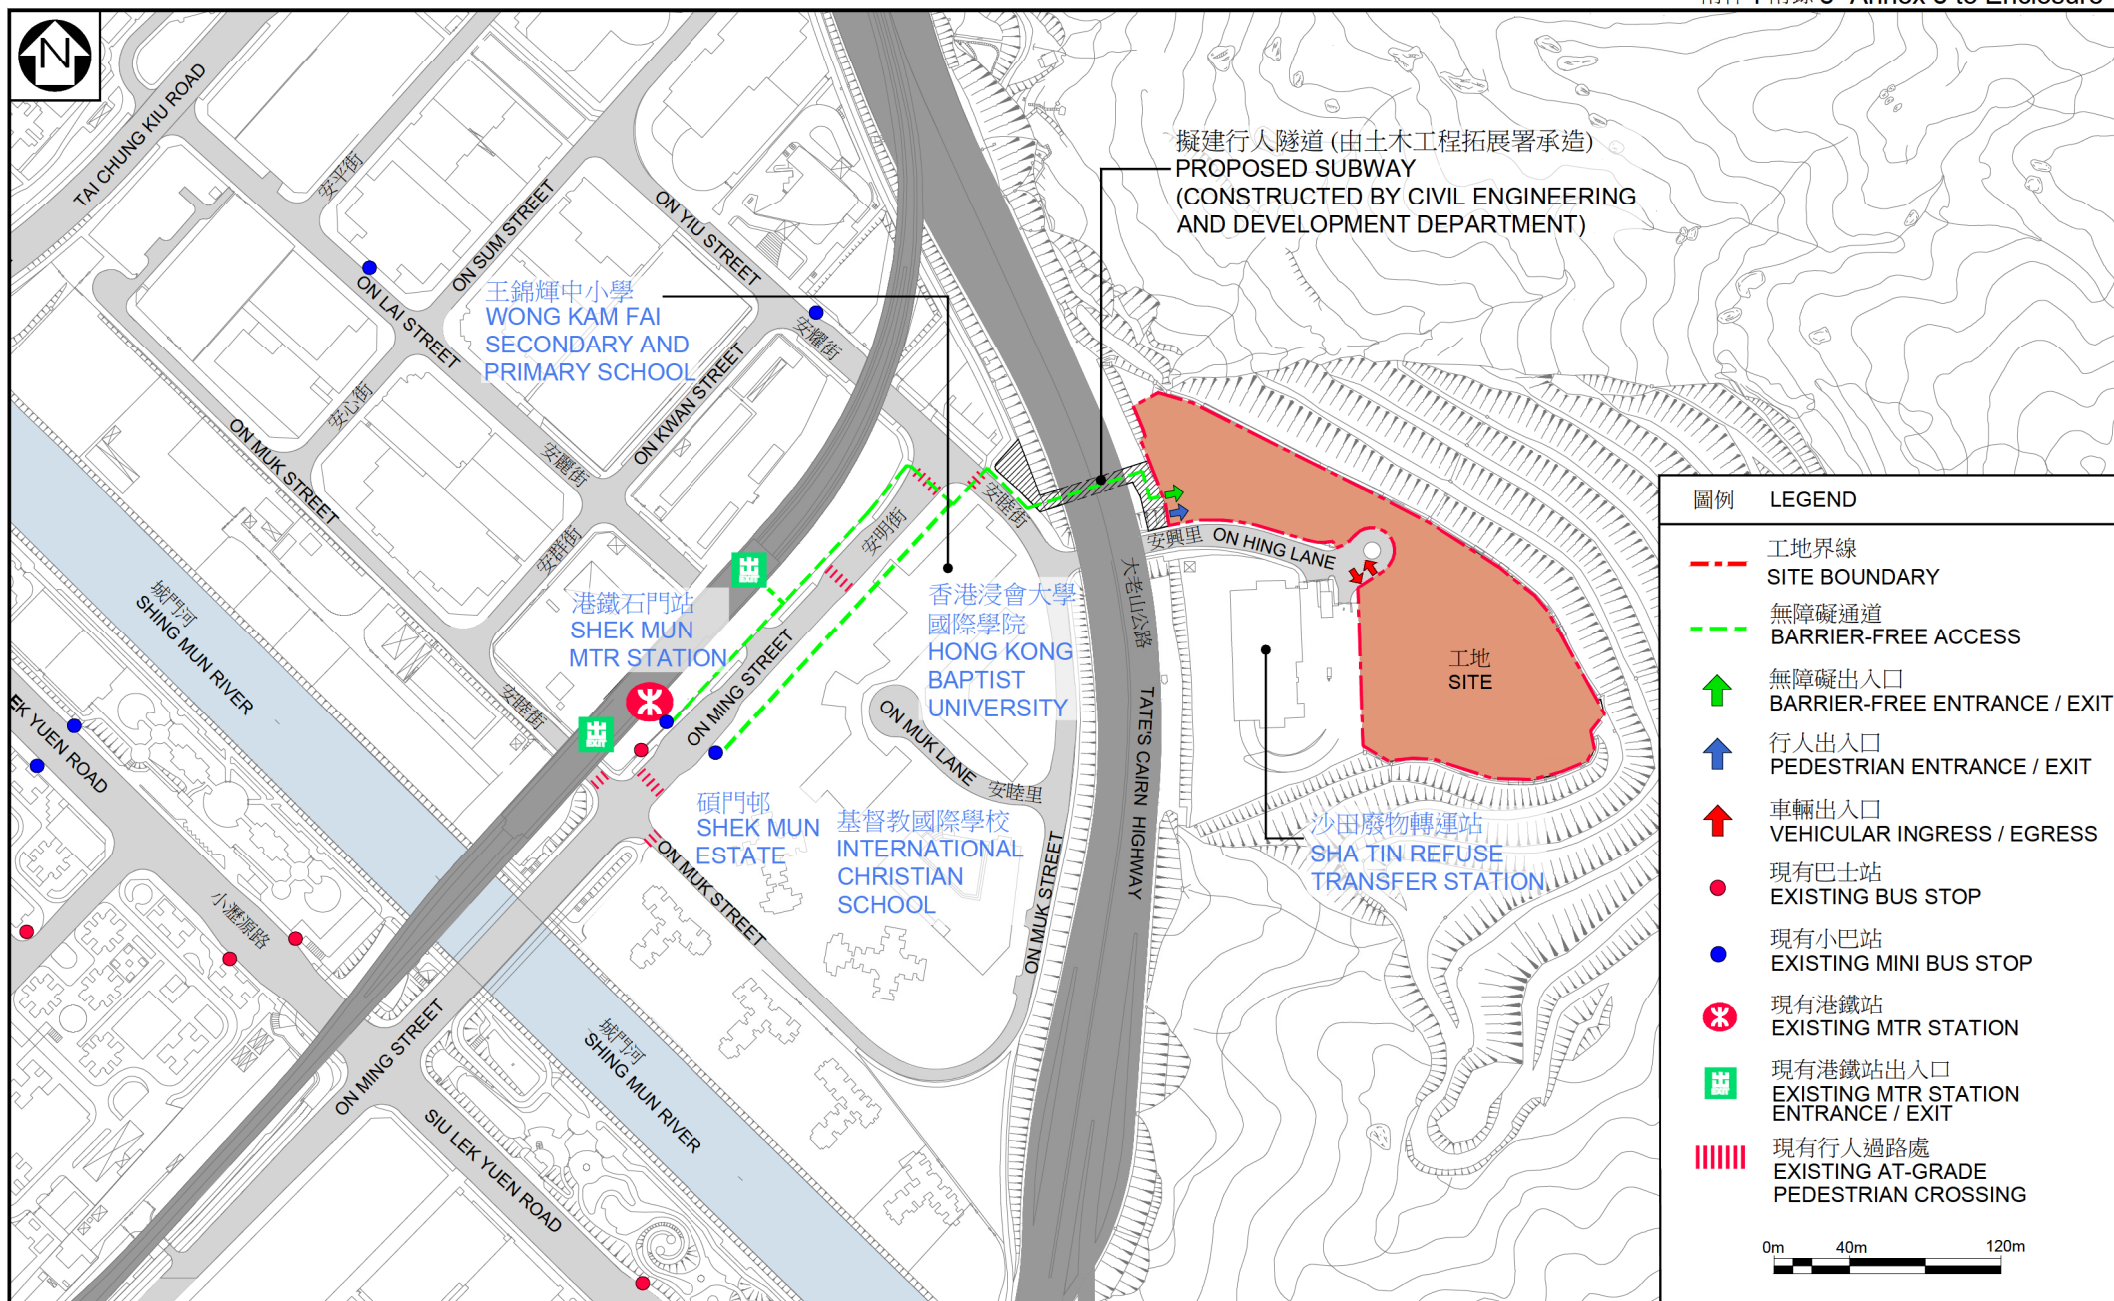 Annex 3 to Enclosure
N
TAI CHUNG KIU ROAD
安平街
ON SUM STREET
ON YIU STREET
擬建行人隧道 (由土木工程拓展署承造)
PROPOSED SUBWAY
(CONSTRUCTED BY CIVIL ENGINEERING
AND DEVELOPMENT DEPARTMENT)
王錦輝中小學
WONG KAM FAI
SECONDARY AND
PRIMARY SCHOOL
ON LAI STREET
安耀街
ON KWAN STREET
安心街
ON MUK STREET
安麗街
安睦街
安群街
安明街
安興里
ON HING LANE
大老山公路
城門河
SHING MUN RIVER
港鐵石門站
SHEK MUN
MTR STATION
香港浸會大學
國際學院
HONG KONG
BAPTIST
UNIVERSITY
工地
SITE
ON MING STREET
安睦街
EK YUEN ROAD
ON MUK LANE
安睦里
TATE'S CAIRN HIGHWAY
碩門邨
SHEK MUN
ESTATE
基督教國際學校
INTERNATIONAL
CHRISTIAN
SCHOOL
沙田廢物轉運站
SHA TIN REFUSE
TRANSFER STATION
ON MUK STREET
ON MUK STREET
小瀝源路
ON MING STREET
城門河
SHING MUN RIVER
SIU LEK YUEN ROAD
圖例 LEGEND
工地界線
SITE BOUNDARY
無障礙通道
BARRIER-FREE ACCESS
無障礙出入口
BARRIER-FREE ENTRANCE / EXIT
行人出入口
PEDESTRIAN ENTRANCE / EXIT
車輛出入口
VEHICULAR INGRESS / EGRESS
現有巴士站
EXISTING BUS STOP
現有小巴站
EXISTING MINI BUS STOP
現有港鐵站
EXISTING MTR STATION
現有港鐵站出入口
EXISTING MTR STATION
ENTRANCE / EXIT
現有行人過路處
EXISTING AT-GRADE
PEDESTRIAN CROSSING
0m 40m 120m